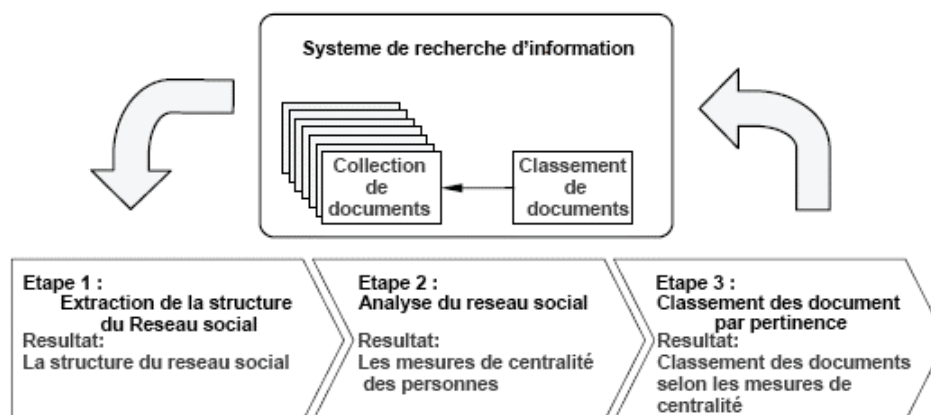 Systeme de recherche d'information
Collection
de
documents
Classement
de
documents
Etape 1 :
Extraction de la structure
du Reseau social
Resultat:
La structure du reseau social
Etape 2 :
Analyse du reseau social
Resultat:
Les mesures de centralité
des personnes
Etape 3 :
Classement des document
par pertinence
Resultat:
Classement des documents
selon les mesures de
centralité